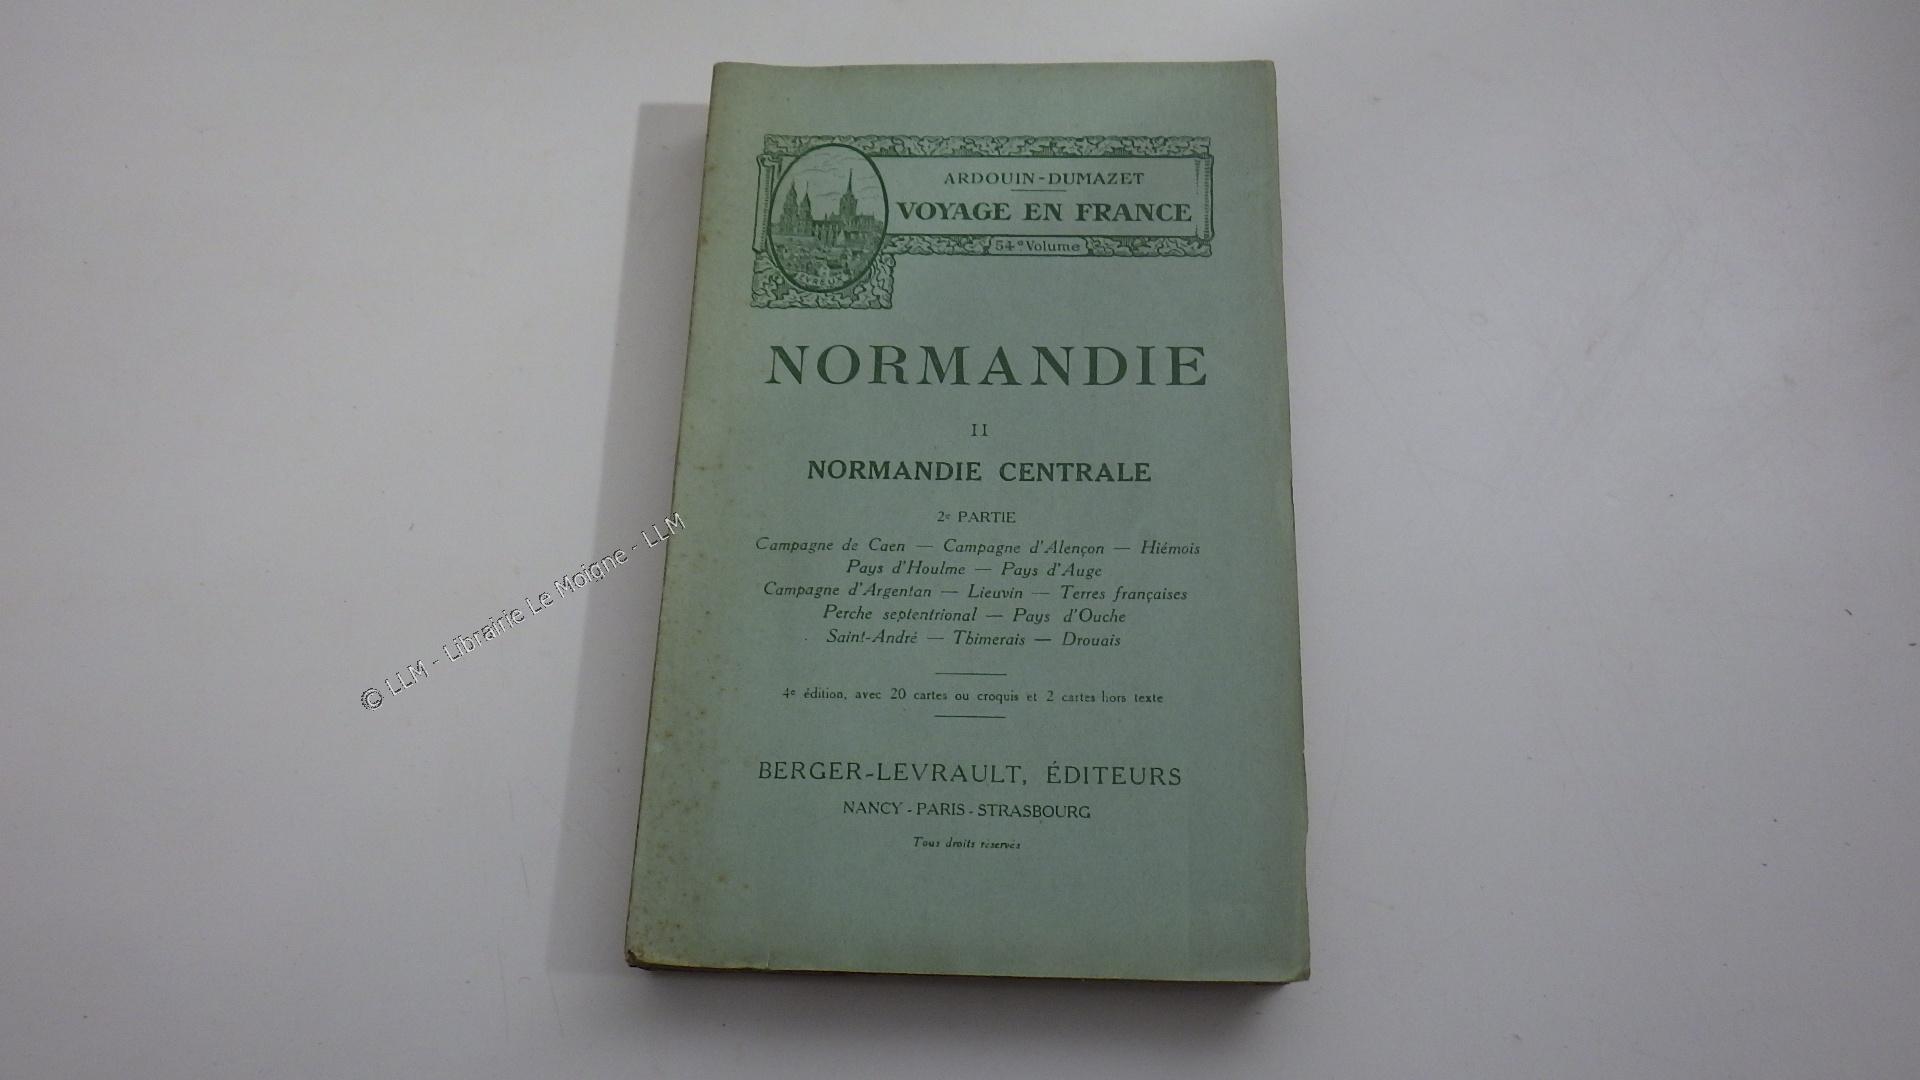 ARDOUIN-DUMAZET
VOYAGE EN FRANCE
54e Volume
EVREUX
NORMANDIE
II
NORMANDIE CENTRALE
2e PARTIE
Campagne de Caen — Campagne d'Alençon — Hiémois
Pays d'Houlme — Pays d'Auge
Campagne d'Argentan — Lieuvin — Terres françaises
Perche septentrional — Pays d'Ouche
Saint-André — Thimerais — Drouais
4e édition, avec 20 cartes ou croquis et 2 cartes hors texte
BERGER-LEVRAULT, ÉDITEURS
NANCY - PARIS - STRASBOURG
Tous droits réservés
© LLM - Librairie Le Moigne - LLM